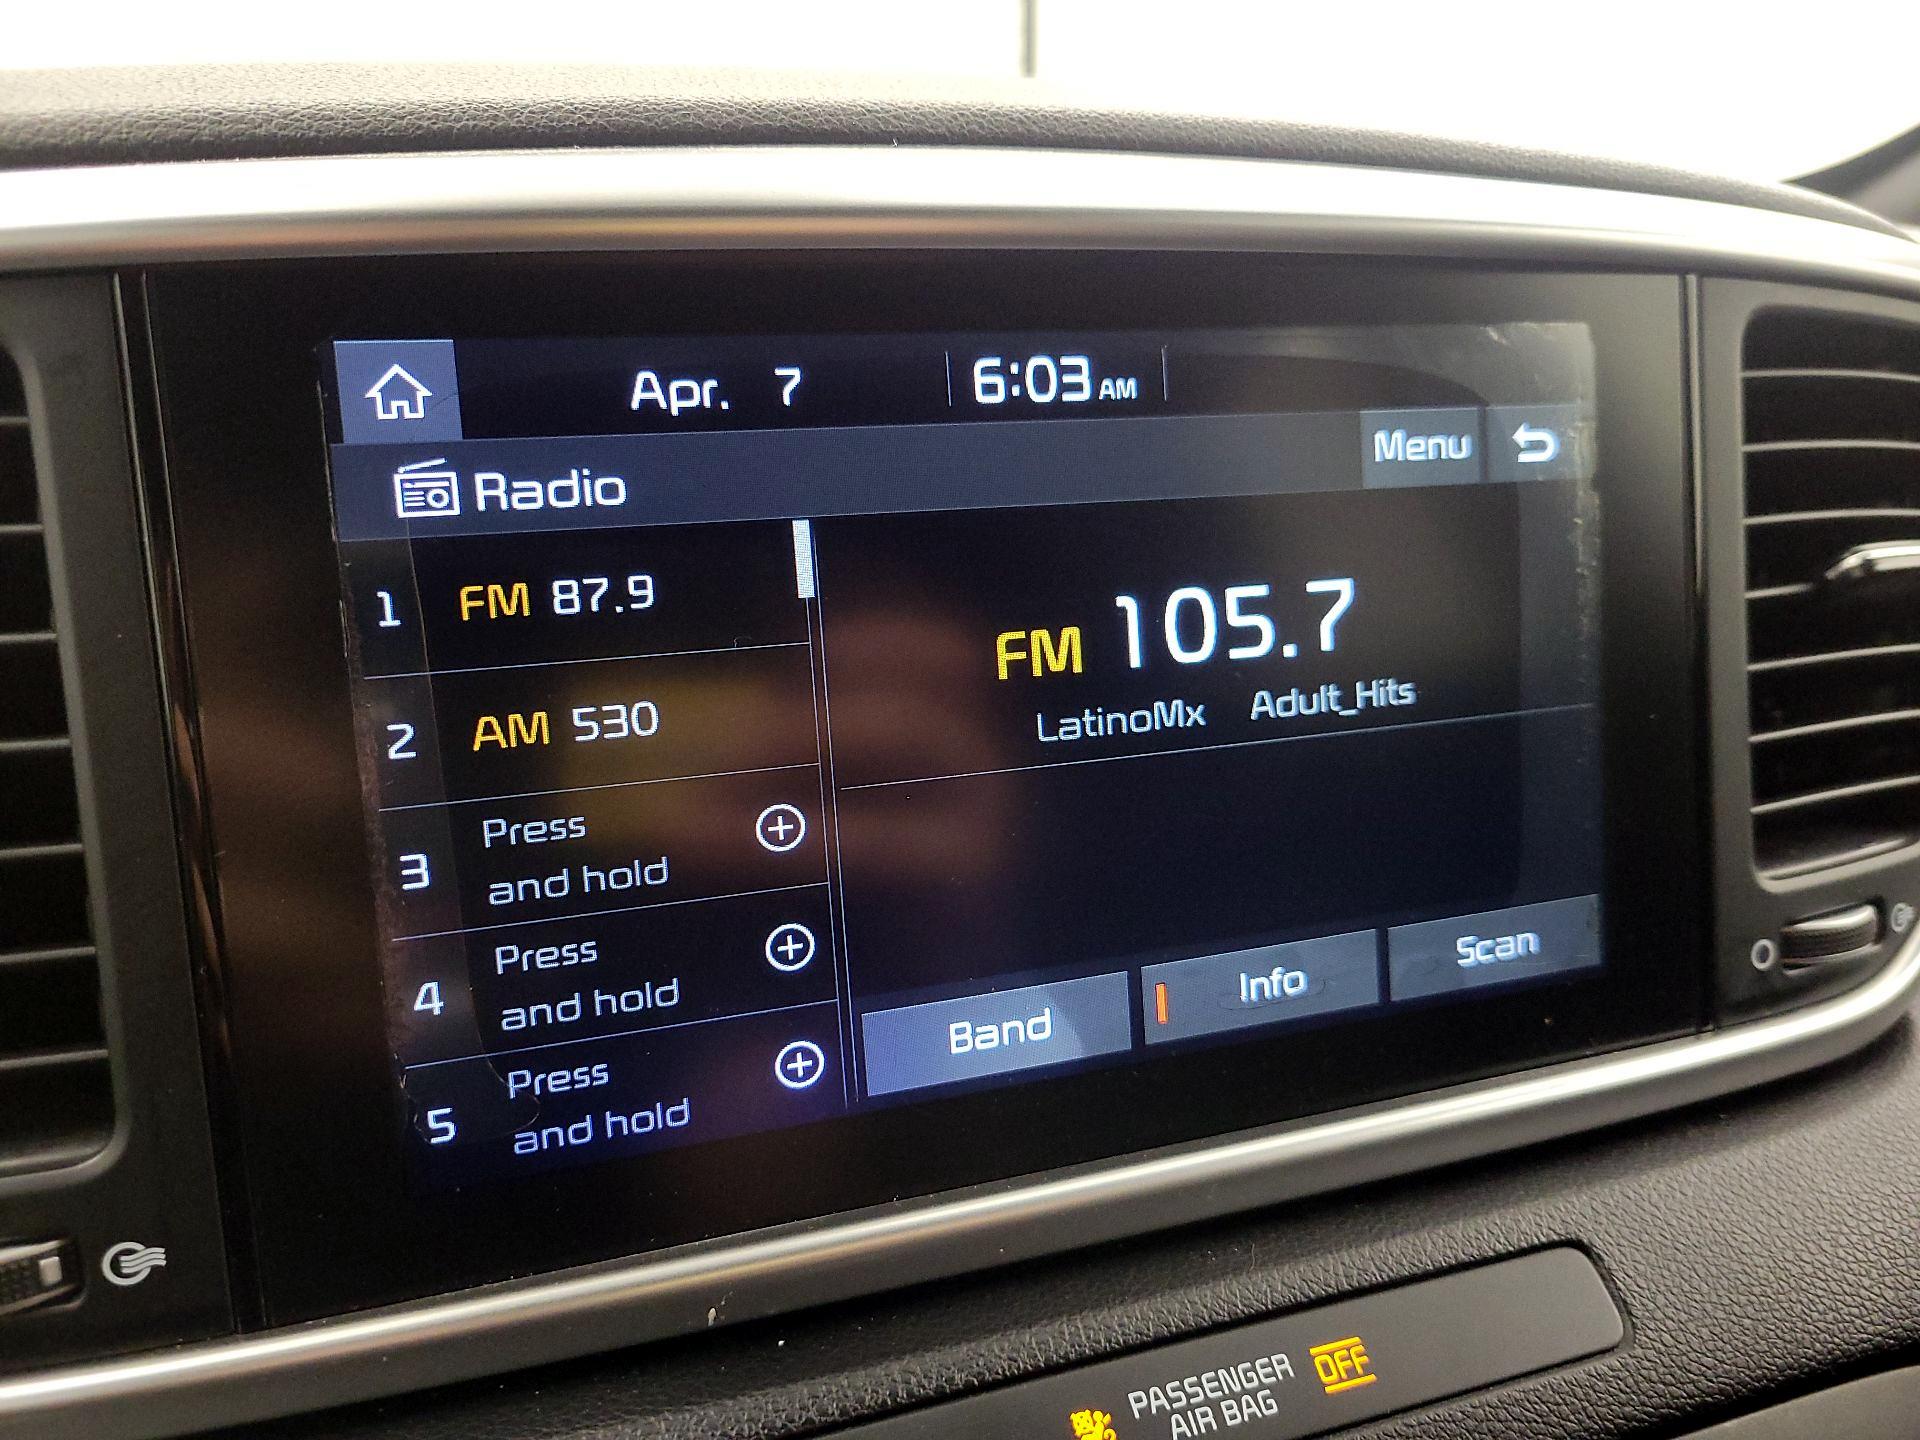 Apr. 7 6:03 AM
Menu
Radio
1 FM 87.9
2 AM 530
3 Press
and hold
4 Press
and hold
5 Press
and hold
FM 105.7
LatinoMx Adult_Hits
Band Info Scan
PASSENGER
AIR BAG OFF